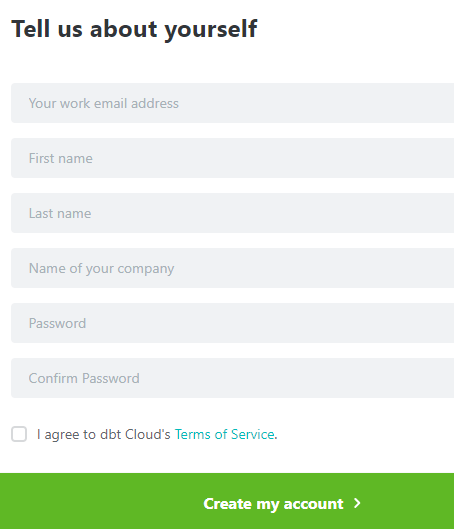 Tell us about yourself
Your work email address
First name
Last name
Name of your company
Password
Confirm Password
I agree to dbt Cloud's Terms of Service.
Create my account